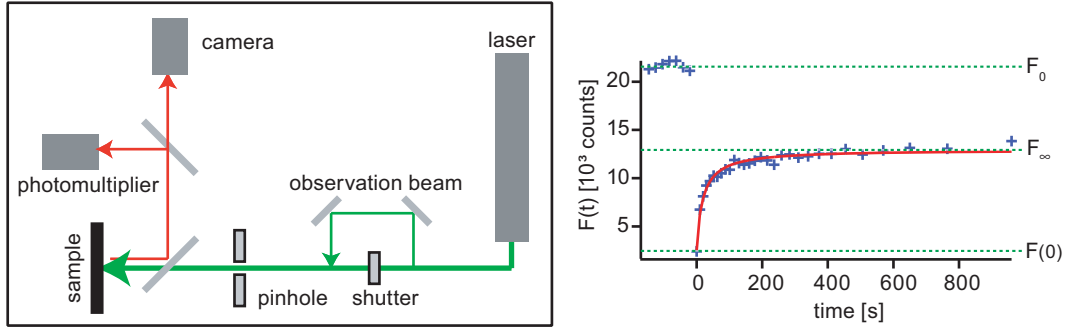 camera
laser
photomultiplier
observation beam
sample
pinhole
shutter
F(t) [10³ counts]
20
15
10
5
0
200
400
600
800
time [s]
F₀
F∞
F(0)